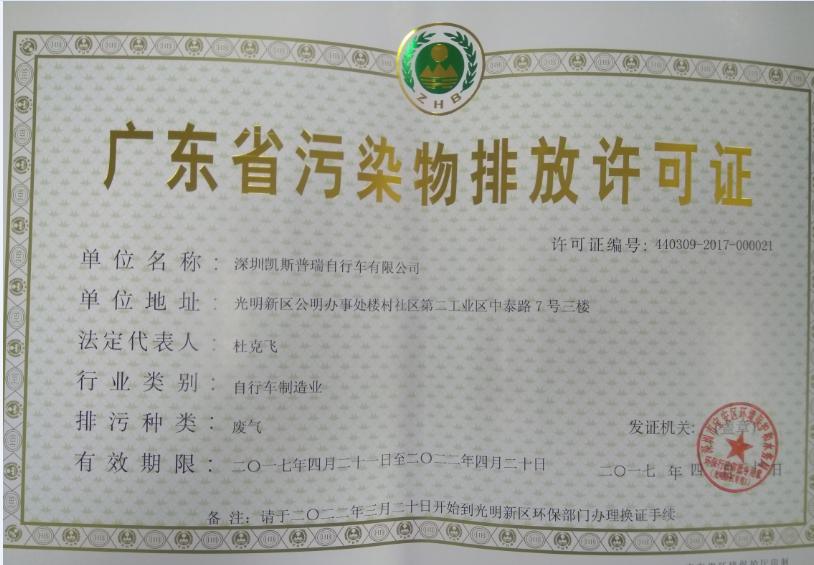 ZHB
广东省污染物排放许可证
许可证编号: 440309-2017-000021
单位名称: 深圳凯斯普瑞自行车有限公司
单位地址: 光明新区公明办事处楼村社区第二工业区中泰路7号三楼
法定代表人: 杜克飞
行业类别: 自行车制造业
排污种类: 废气
发证机关:
有效期限: 二〇一七年四月二十一日至二〇二二年四月二十日
二〇一七 年 四 日
备 注: 请于二〇二二年三月二十日开始到光明新区环保部门办理换证手续